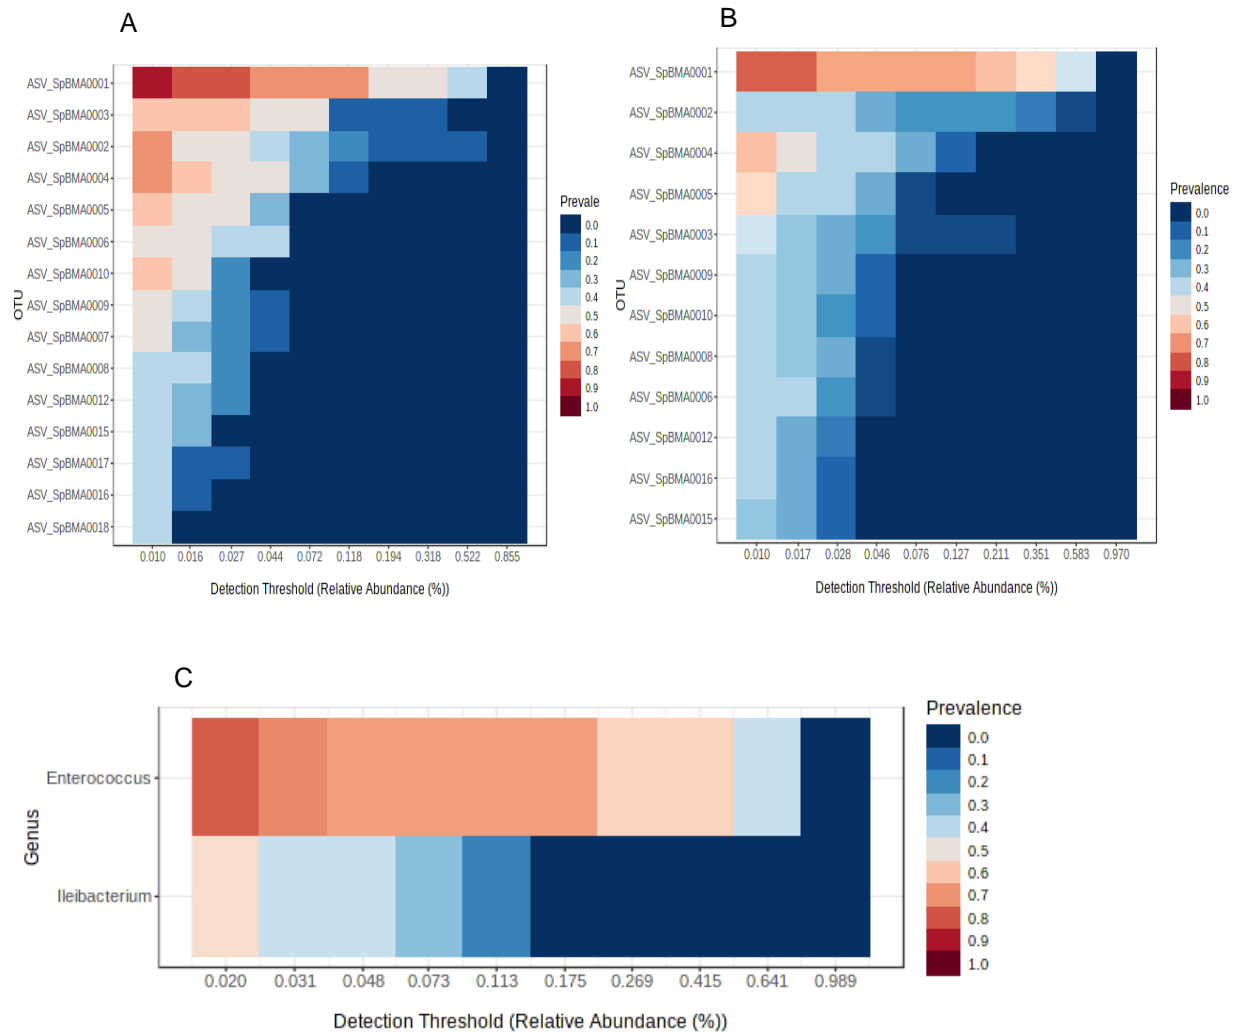 A
ASV_SpBMA0001
ASV_SpBMA0003
ASV_SpBMA0002
ASV_SpBMA0004
ASV_SpBMA0005
ASV_SpBMA0006
ASV_SpBMA0010
ASV_SpBMA0009
ASV_SpBMA0007
ASV_SpBMA0008
ASV_SpBMA0012
ASV_SpBMA0015
ASV_SpBMA0017
ASV_SpBMA0016
ASV_SpBMA0018
OTU
0.010 0.016 0.027 0.044 0.072 0.118 0.194 0.318 0.522 0.855
Detection Threshold (Relative Abundance (%))
Prevale
0.0
0.1
0.2
0.3
0.4
0.5
0.6
0.7
0.8
0.9
1.0
B
ASV_SpBMA0001
ASV_SpBMA0002
ASV_SpBMA0004
ASV_SpBMA0005
ASV_SpBMA0003
ASV_SpBMA0009
ASV_SpBMA0010
ASV_SpBMA0008
ASV_SpBMA0006
ASV_SpBMA0012
ASV_SpBMA0016
ASV_SpBMA0015
OTU
0.010 0.017 0.028 0.046 0.076 0.127 0.211 0.351 0.583 0.970
Detection Threshold (Relative Abundance (%))
Prevalence
0.0
0.1
0.2
0.3
0.4
0.5
0.6
0.7
0.8
0.9
1.0
C
Enterococcus
Ileibacterium
Genus
0.020 0.031 0.048 0.073 0.113 0.175 0.269 0.415 0.641 0.989
Detection Threshold (Relative Abundance (%))
Prevalence
0.0
0.1
0.2
0.3
0.4
0.5
0.6
0.7
0.8
0.9
1.0